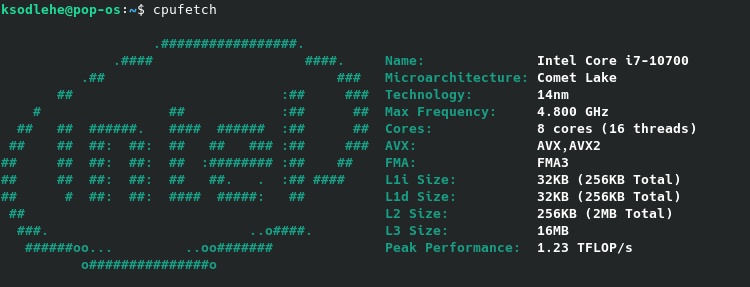 ksodlehe@pop-os:~$ cpufetch
Name: Intel Core i7-10700
Microarchitecture: Comet Lake
Technology: 14nm
Max Frequency: 4.800 GHz
Cores: 8 cores (16 threads)
AVX: AVX,AVX2
FMA: FMA3
L1i Size: 32KB (256KB Total)
L1d Size: 32KB (256KB Total)
L2 Size: 256KB (2MB Total)
L3 Size: 16MB
Peak Performance: 1.23 TFLOP/s